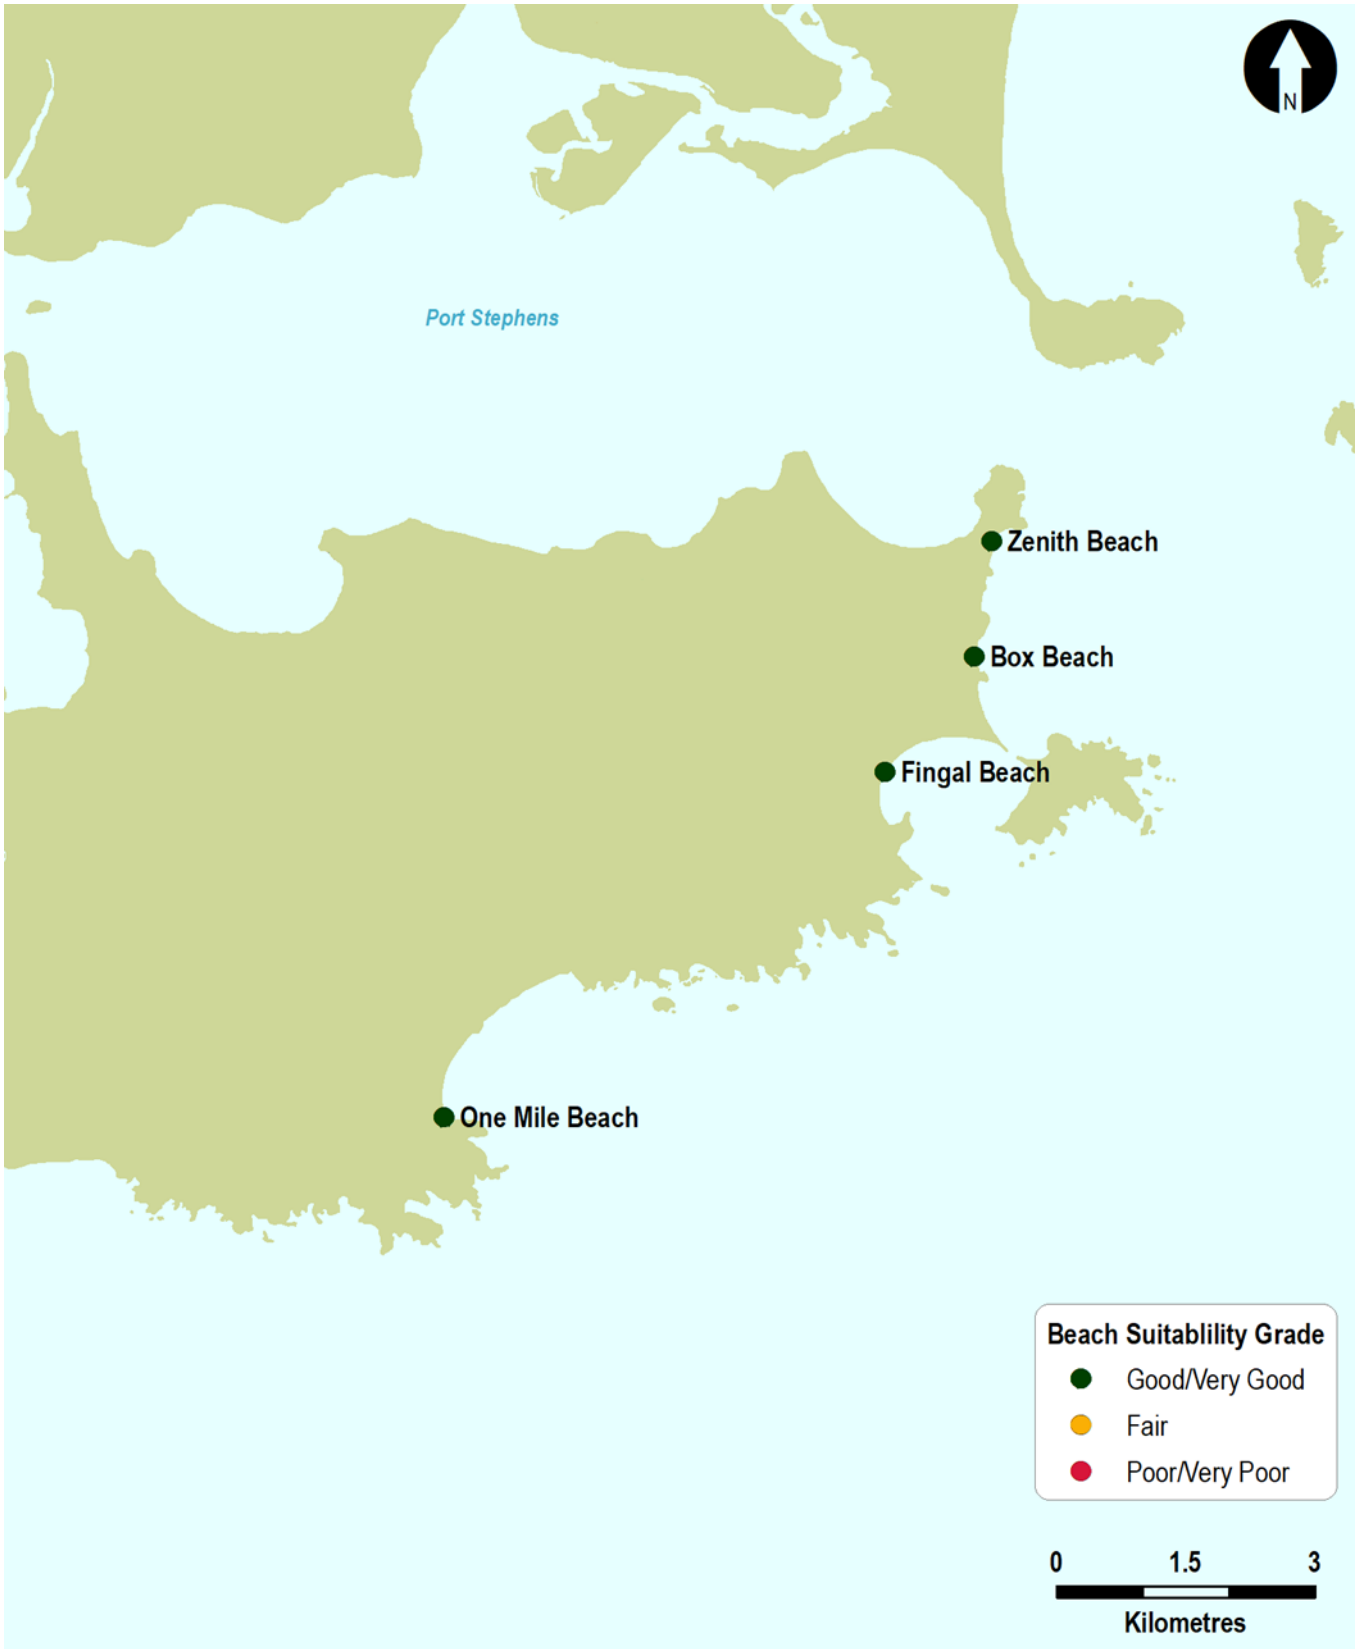 N
Port Stephens
Zenith Beach
Box Beach
Fingal Beach
One Mile Beach
Beach Suitablility Grade
Good/Very Good
Fair
Poor/Very Poor
0 1.5 3
Kilometres